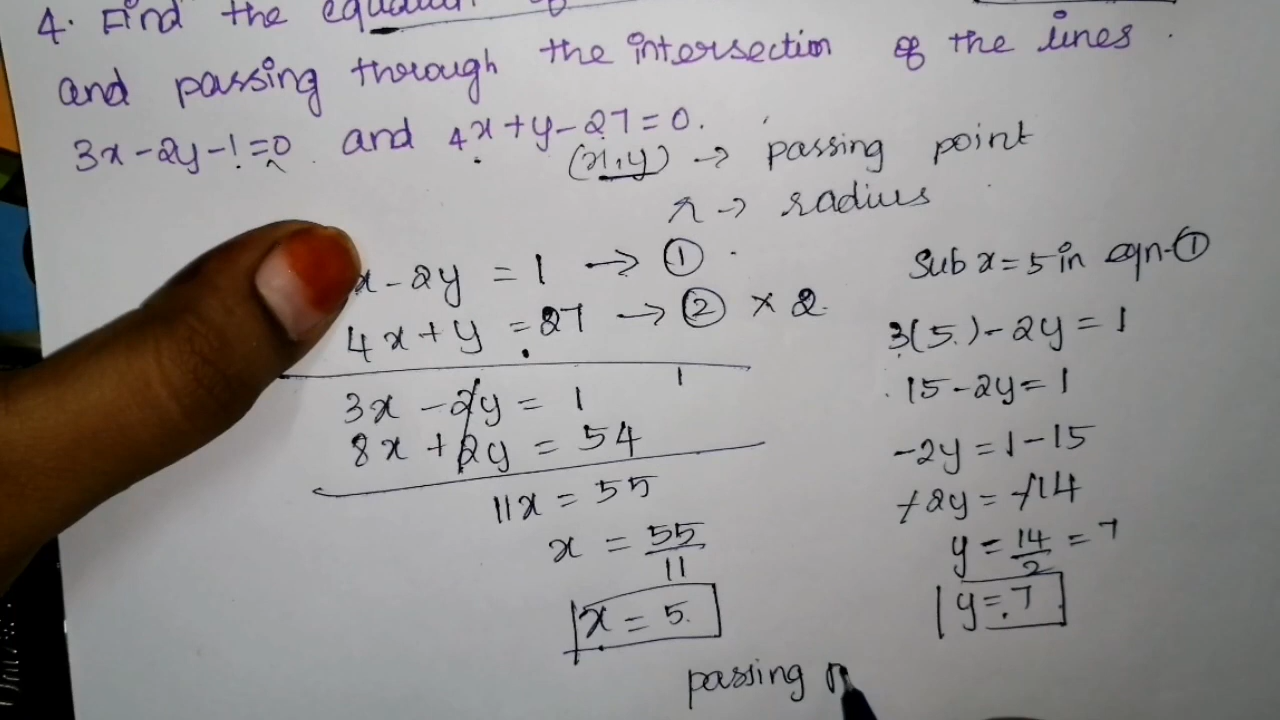 4. Find the equation of
and passing through the intersection of the lines.
3x-2y-1=0 and 4x+y-27=0.
(x,y) → passing point
r → radius
x-2y = 1 → ①
4x+y = 27 → ② × 2
3x - 2y = 1
8x + 2y = 54
11x = 55
x = 55/11
x = 5
Sub x=5 in eqn-①
3(5)-2y = 1
15-2y = 1
-2y = 1-15
-2y = -14
y = 14/2 = 7
y = 7
passing